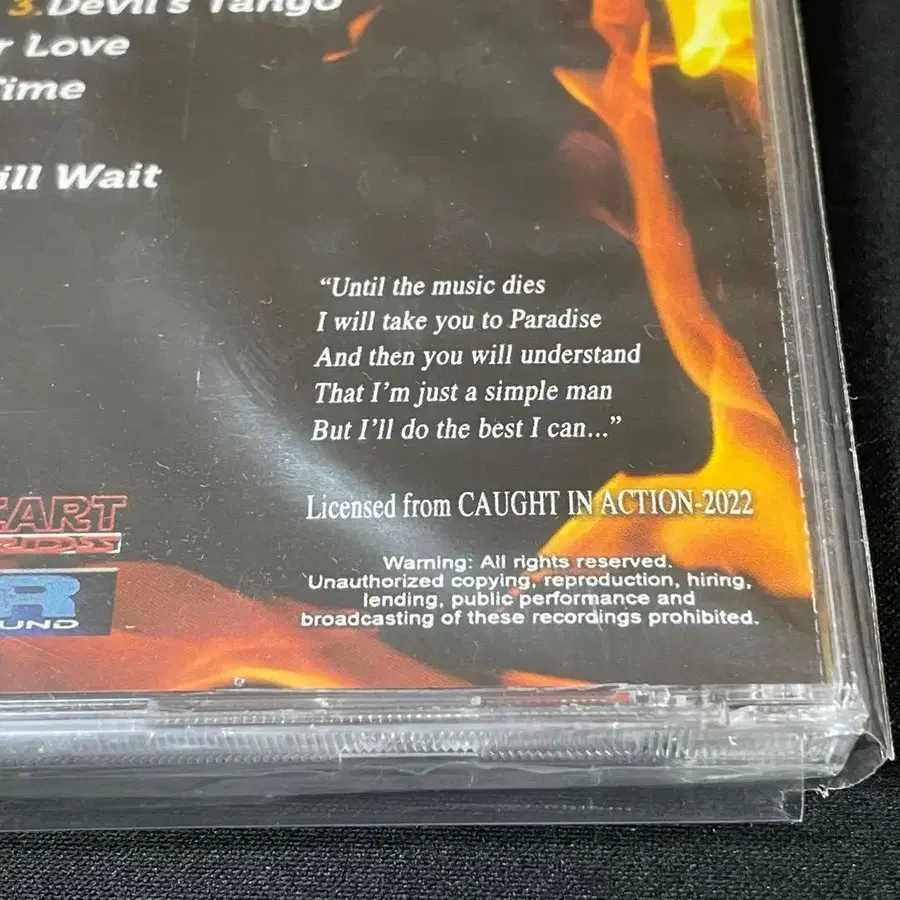 3. Devil's Tango
r Love
Time
ill Wait
“Until the music dies
I will take you to Paradise
And then you will understand
That I'm just a simple man
But I'll do the best I can...”
EART
Licensed from CAUGHT IN ACTION-2022
R
UND
Warning: All rights reserved.
Unauthorized copying, reproduction, hiring,
lending, public performance and
broadcasting of these recordings prohibited.